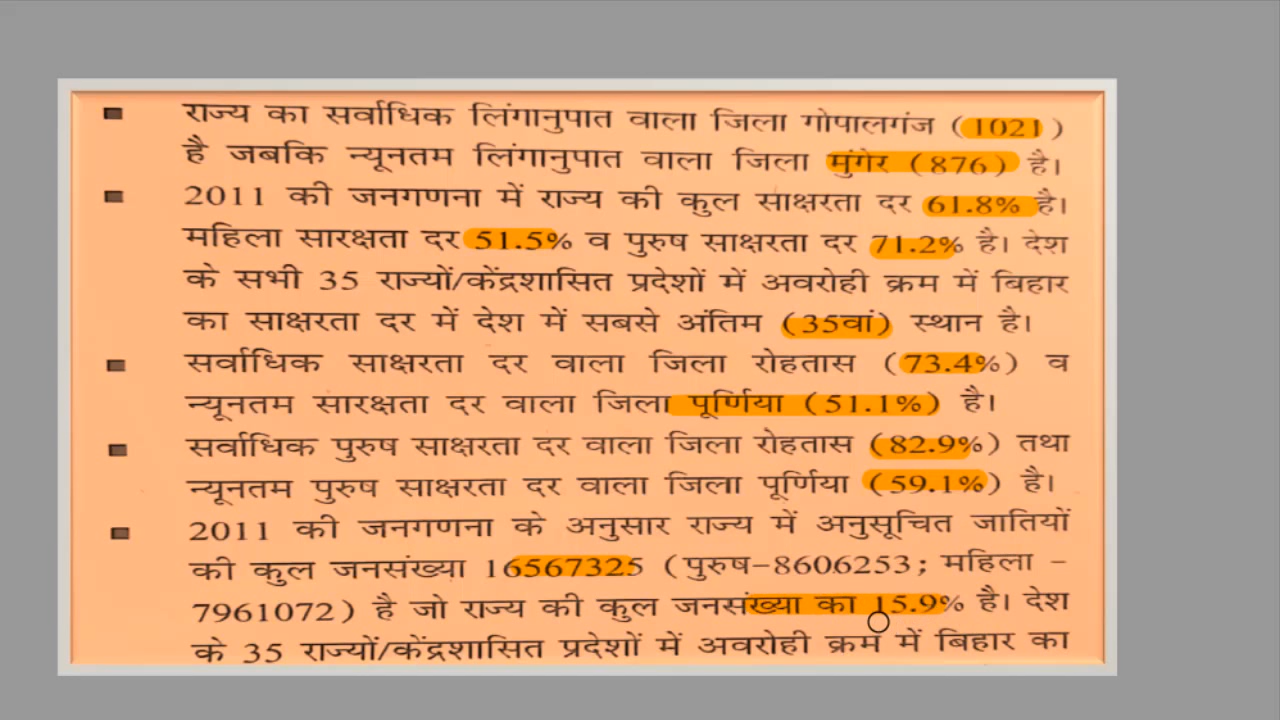 ■ राज्य का सर्वाधिक लिंगानुपात वाला जिला गोपालगंज (1021)
है जबकि न्यूनतम लिंगानुपात वाला जिला मुंगेर (876) है।
■ 2011 की जनगणना में राज्य की कुल साक्षरता दर 61.8% है।
महिला सारक्षता दर 51.5% व पुरुष साक्षरता दर 71.2% है। देश
के सभी 35 राज्यों/केंद्रशासित प्रदेशों में अवरोही क्रम में बिहार
का साक्षरता दर में देश में सबसे अंतिम (35वां) स्थान है।
■ सर्वाधिक साक्षरता दर वाला जिला रोहतास (73.4%) व
न्यूनतम सारक्षता दर वाला जिला पूर्णिया (51.1%) है।
■ सर्वाधिक पुरुष साक्षरता दर वाला जिला रोहतास (82.9%) तथा
न्यूनतम पुरुष साक्षरता दर वाला जिला पूर्णिया (59.1%) है।
■ 2011 की जनगणना के अनुसार राज्य में अनुसूचित जातियों
की कुल जनसंख्या 16567325 (पुरुष–8606253; महिला –
7961072) है जो राज्य की कुल जनसंख्या का 15.9% है। देश
के 35 राज्यों/केंद्रशासित प्रदेशों में अवरोही क्रम में बिहार का